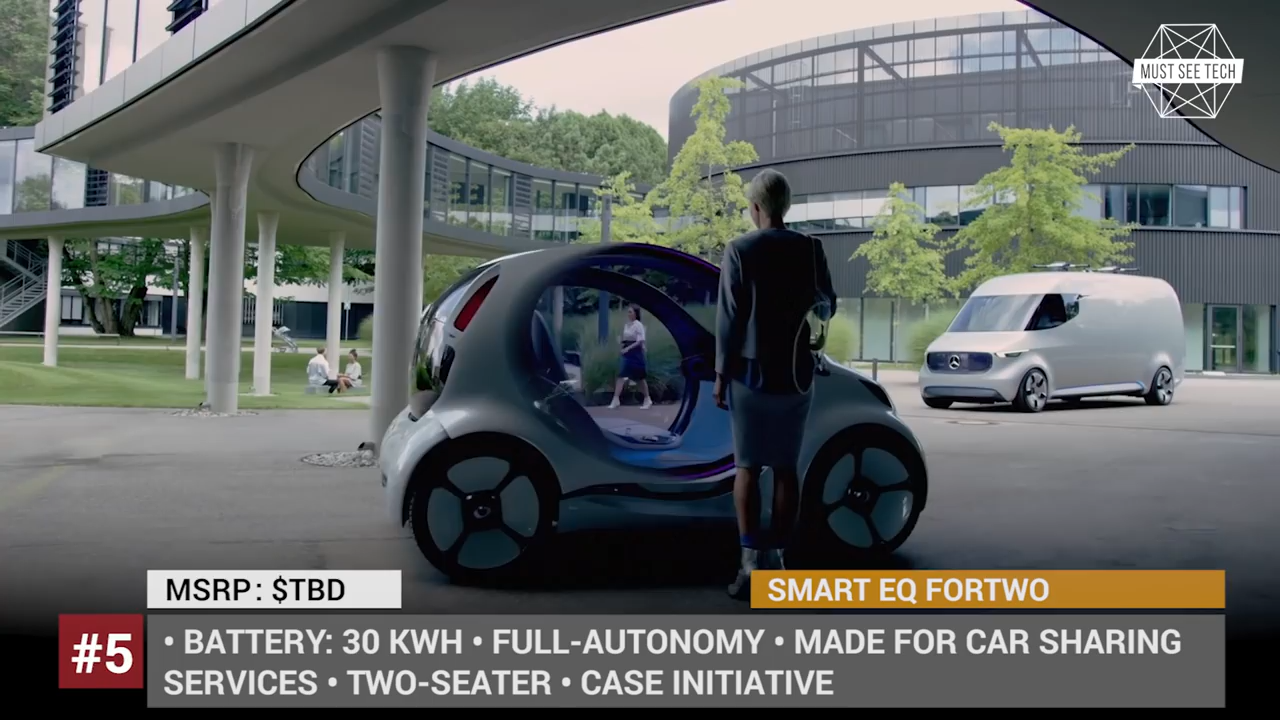 MUST SEE TECH
MSRP: $TBD
SMART EQ FORTWO
#5
• BATTERY: 30 KWH • FULL-AUTONOMY • MADE FOR CAR SHARING
SERVICES • TWO-SEATER • CASE INITIATIVE